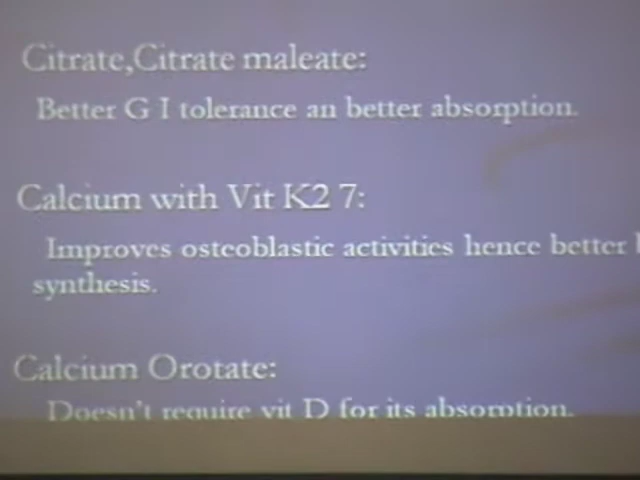 Citrate,Citrate maleate:
Better G I tolerance an better absorption.
Calcium with Vit K2 7:
Improves osteoblastic activities hence better
synthesis.
Calcium Orotate:
Doesn't require vit D for its absorption.